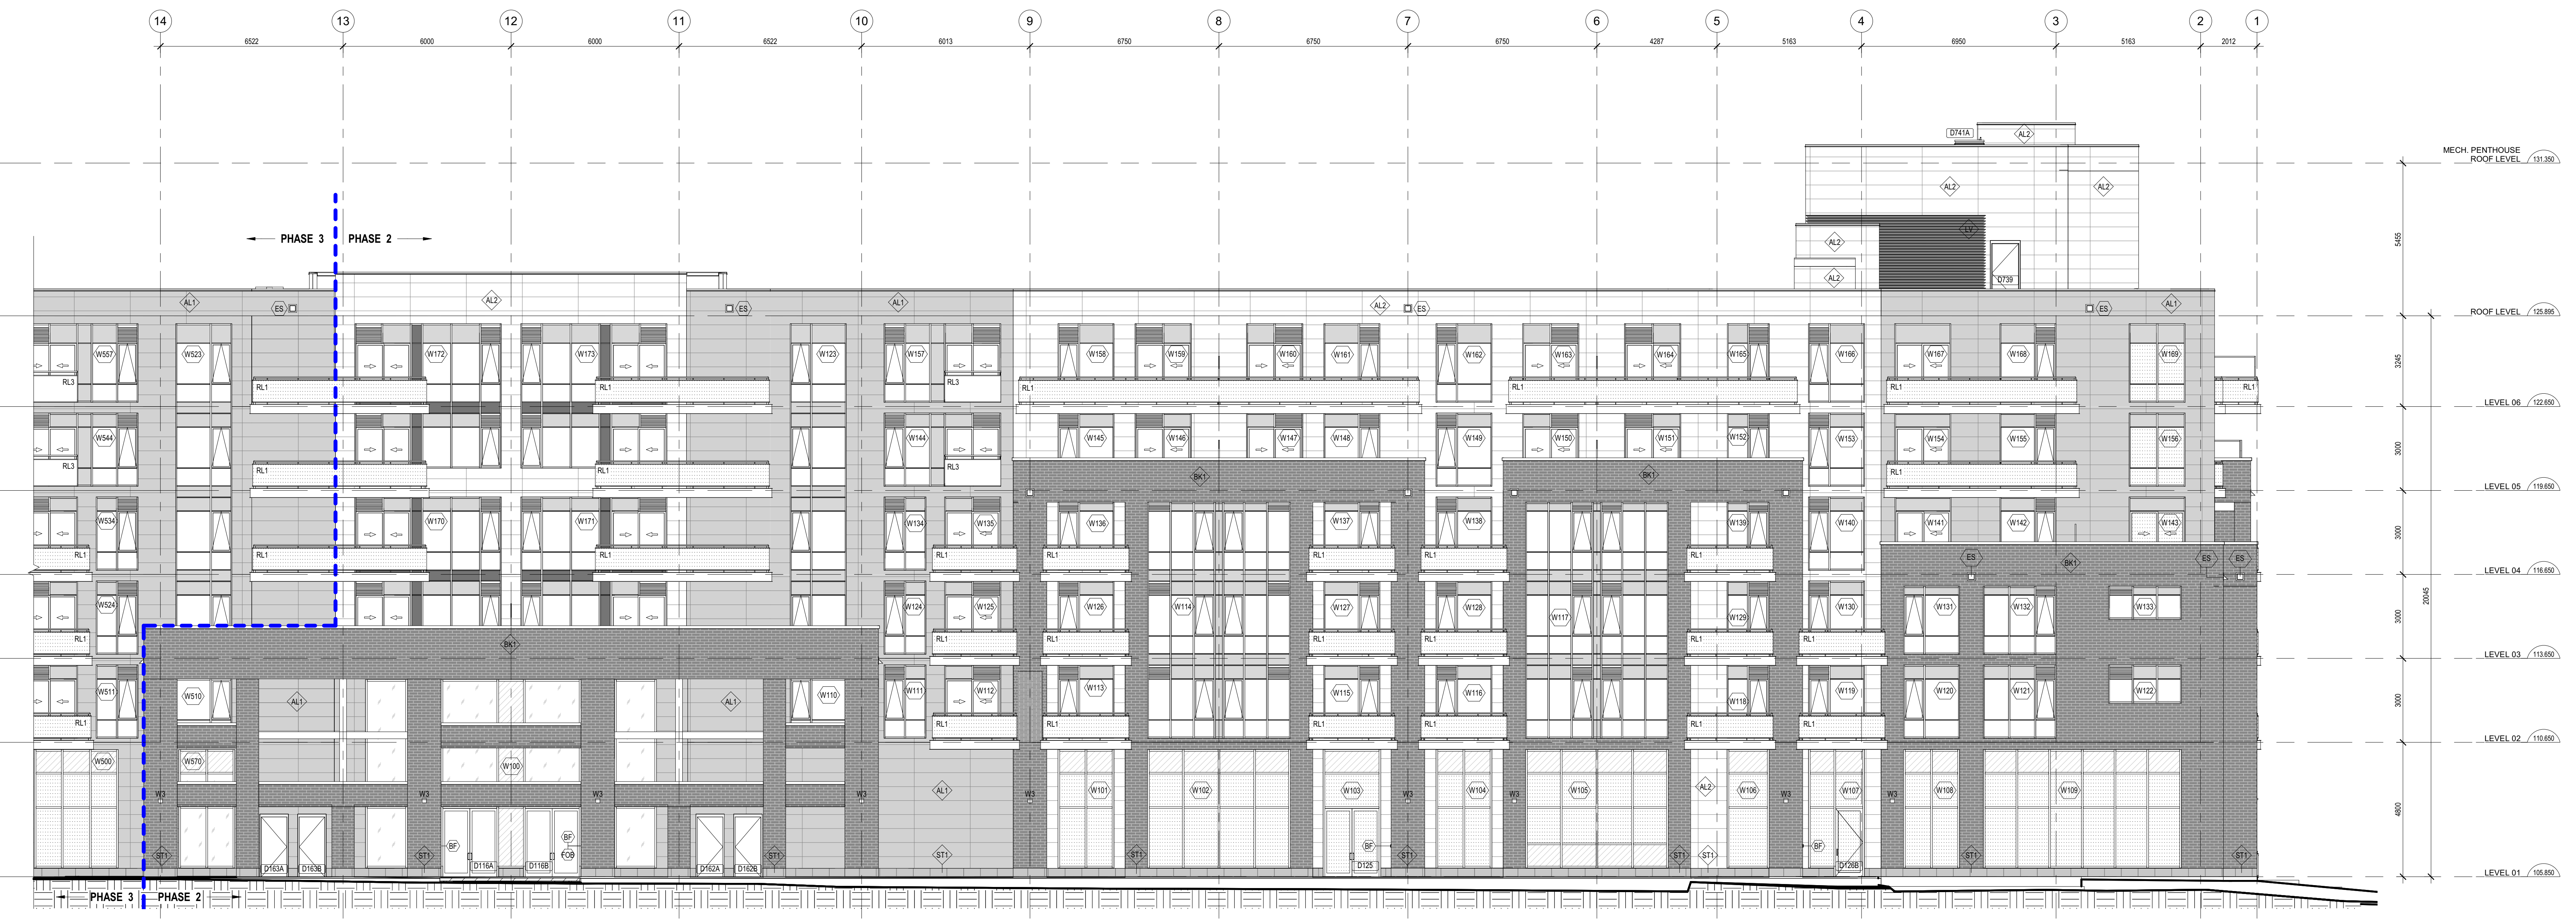 14 13 12 11 10 9 8 7 6 5 4 3 2 1
6522 6000 6000 6522 6013 6750 6750 6750 4287 5163 6950 5163 2012
D741A AL2
MECH. PENTHOUSE
ROOF LEVEL 131.350
AL2 AL2
LV
PHASE 3 PHASE 2
AL2
5455
AL2 D739
AL1 ES AL2 ES AL1 AL2 ES ES AL1
ROOF LEVEL 125.895
W557 W523 W172 W173 W123 W157 W158 W159 W160 W161 W162 W163 W164 W165 W166 W167 W168 W169
3245
RL3 RL1 RL1 RL3 RL1 RL1 RL1 RL1
LEVEL 06 122.650
W544 W144 W145 W146 W147 W148 W149 W150 W151 W152 W153 W154 W155 W156
3000
RL3 RL1 RL1 RL3 BK1 BK1 RL1
LEVEL 05 119.650
W534 W170 W171 W134 W135 W136 W137 W138 W139 W140 W141 W142 W143
3000
RL1 RL1 RL1 RL1 RL1 RL1 RL1 RL1 ES BK1 ES ES
LEVEL 04 116.650
20045
W524 W124 W125 W126 W114 W127 W128 W117 W129 W130 W131 W132 W133
3000
RL1 BK1 RL1 RL1 RL1 RL1 RL1 RL1
LEVEL 03 113.650
W511 W510 AL1 AL1 W110 W111 W112 W113 W115 W116 W118 W119 W120 W121 W122
3000
RL1 RL1 RL1 RL1 RL1 RL1 RL1
LEVEL 02 110.650
W500 W570 W100 AL1 W101 W102 W103 W104 W105 AL2 W106 W107 W108 W109
W3 W3 W3 W3 W3 W3 W3 W3 W3
4800
BF BF FOB BF BF
ST1 ST1 ST1 ST1 ST1 ST1 ST1 ST1 ST1 ST1
D163A D163B D116A D116B D162A D162B D125 D126B
LEVEL 01 105.850
PHASE 3 PHASE 2